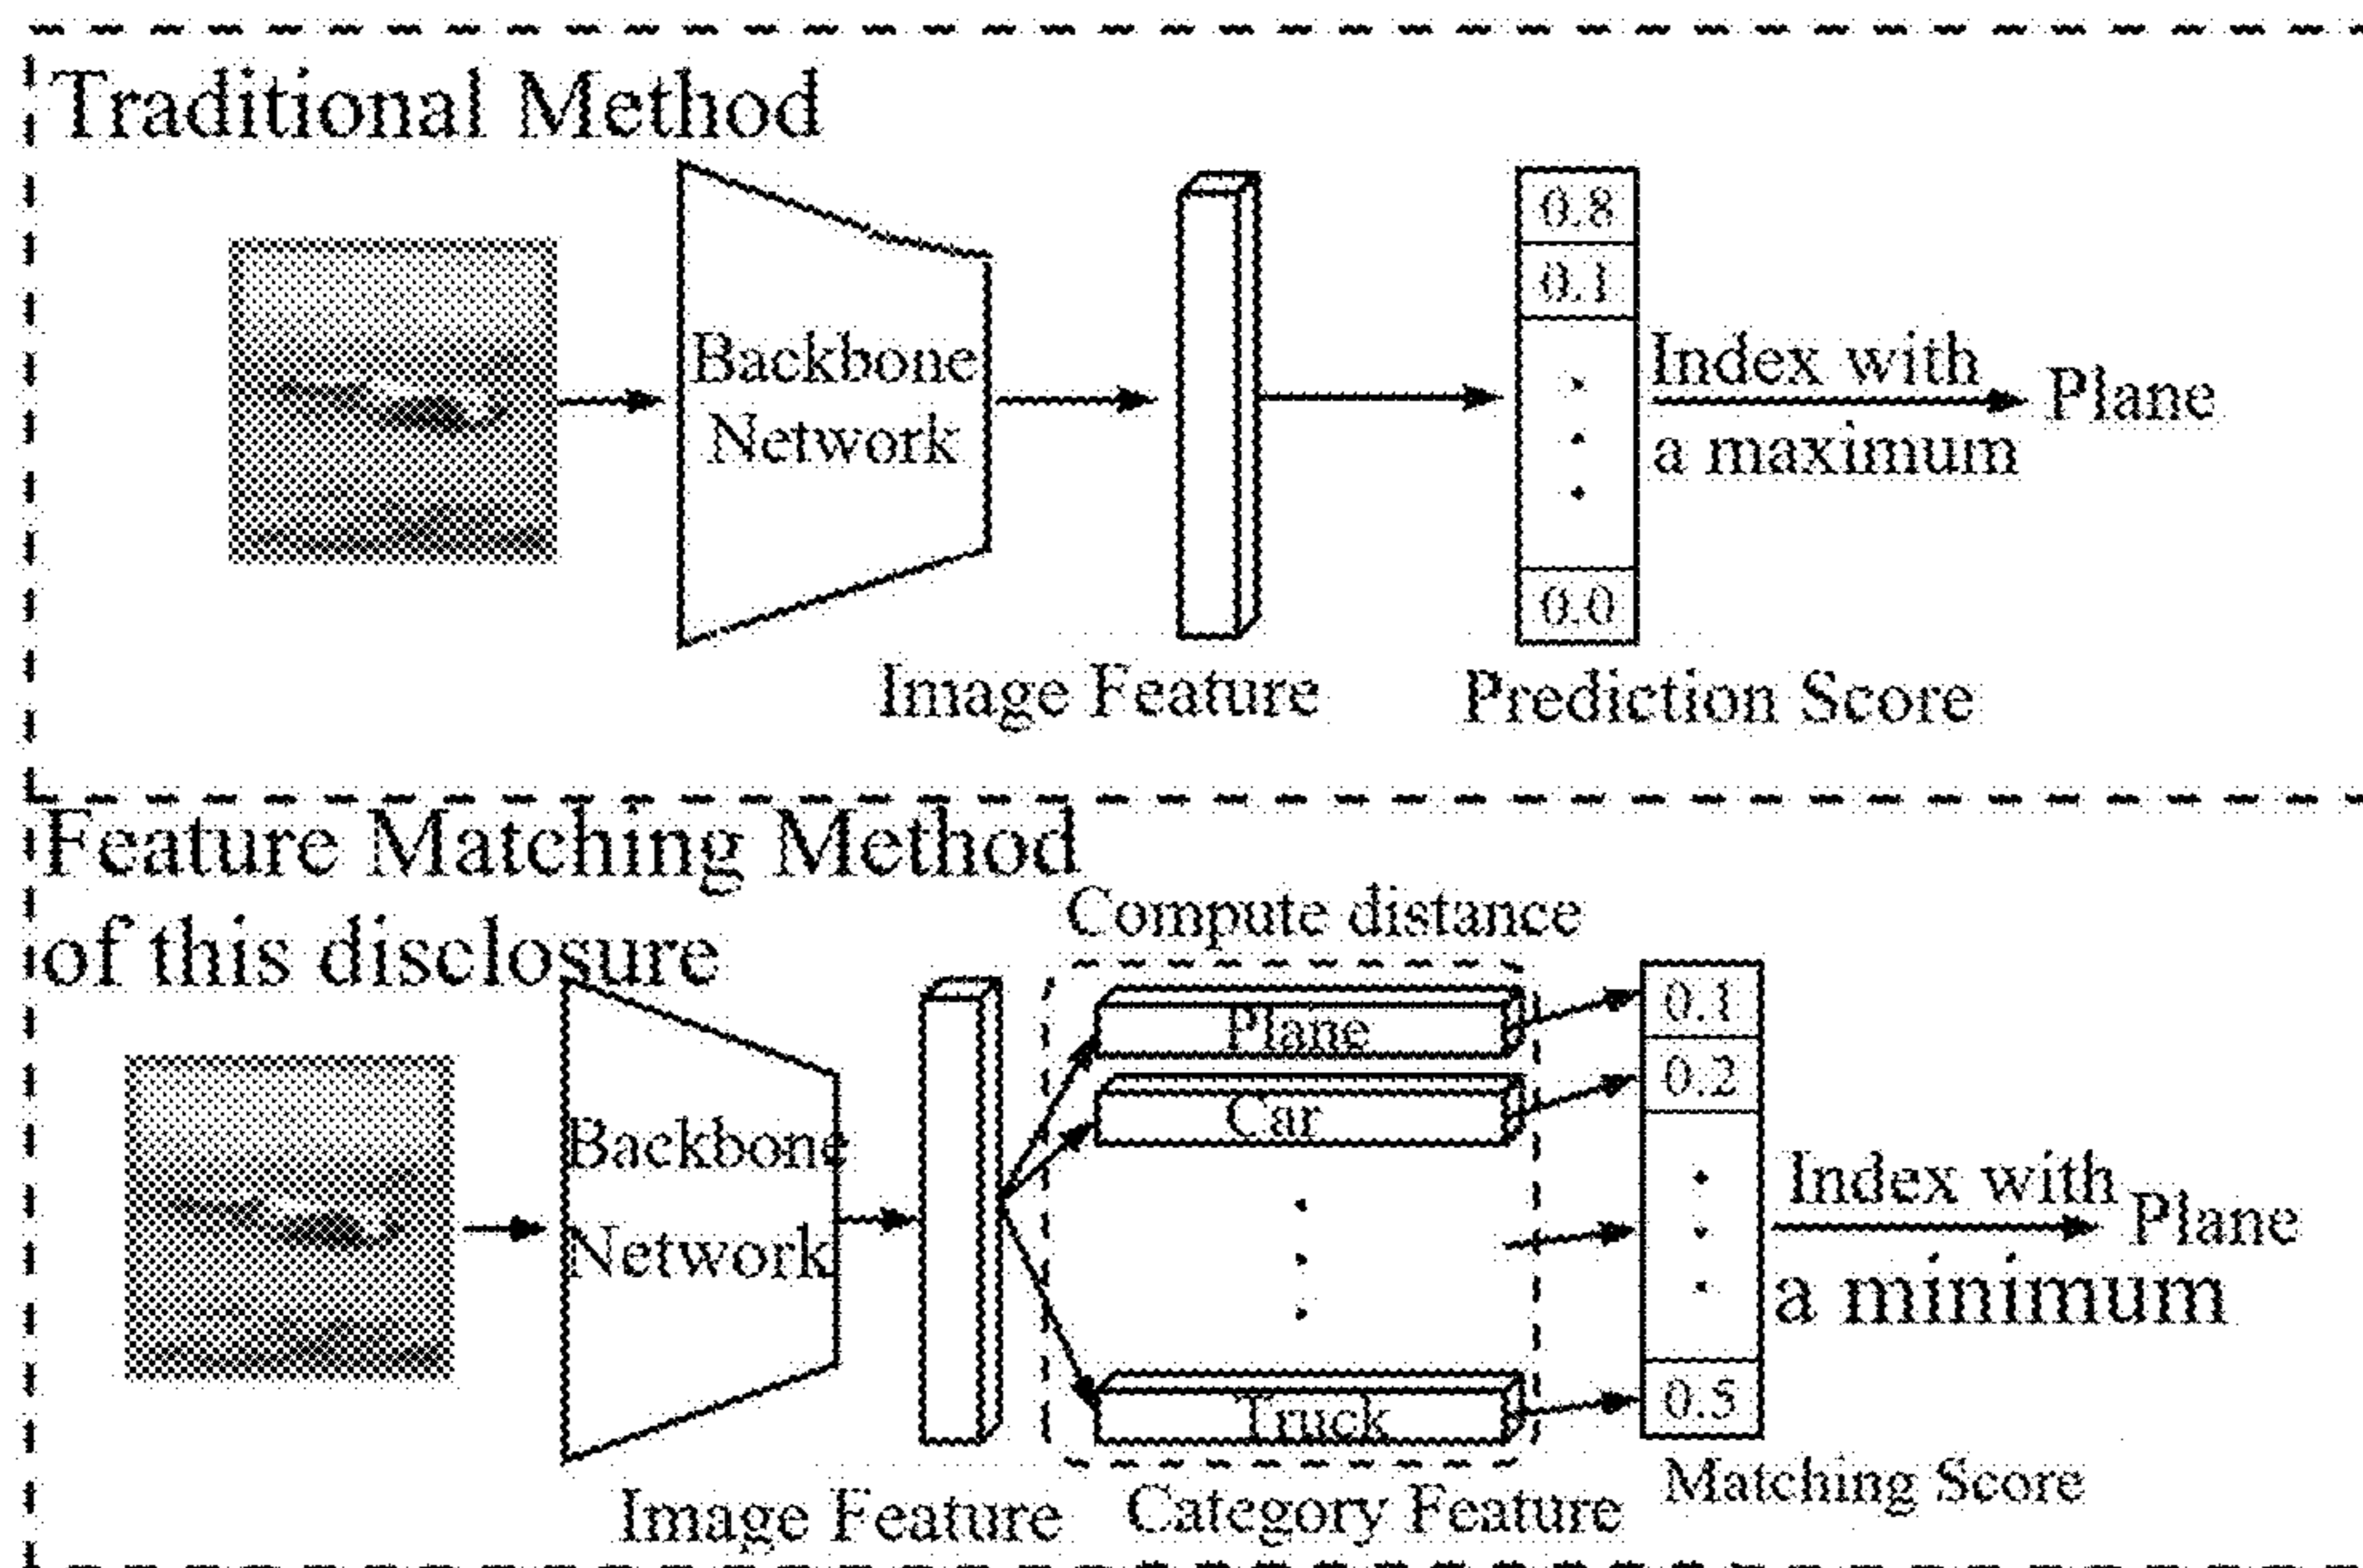 Traditional Method
Backbone
Network
Image Feature
0.8
0.1
0.0
Prediction Score
Index with
a maximum
Plane
Feature Matching Method
of this disclosure
Backbone
Network
Image Feature
Compute distance
Plane
Car
Truck
Category Feature
0.1
0.2
0.5
Matching Score
Index with
a minimum
Plane